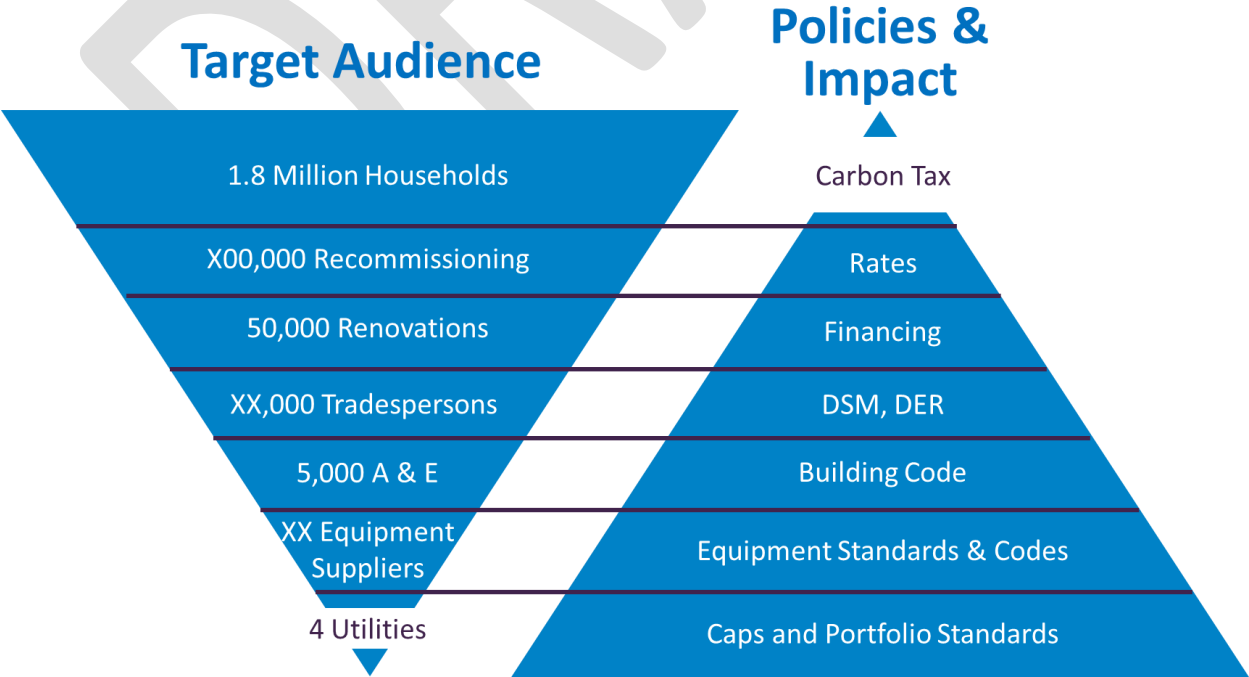 Target Audience
Policies &
Impact
1.8 Million Households
Carbon Tax
X00,000 Recommissioning
Rates
50,000 Renovations
Financing
XX,000 Tradespersons
DSM, DER
5,000 A & E
Building Code
XX Equipment
Suppliers
Equipment Standards & Codes
4 Utilities
Caps and Portfolio Standards